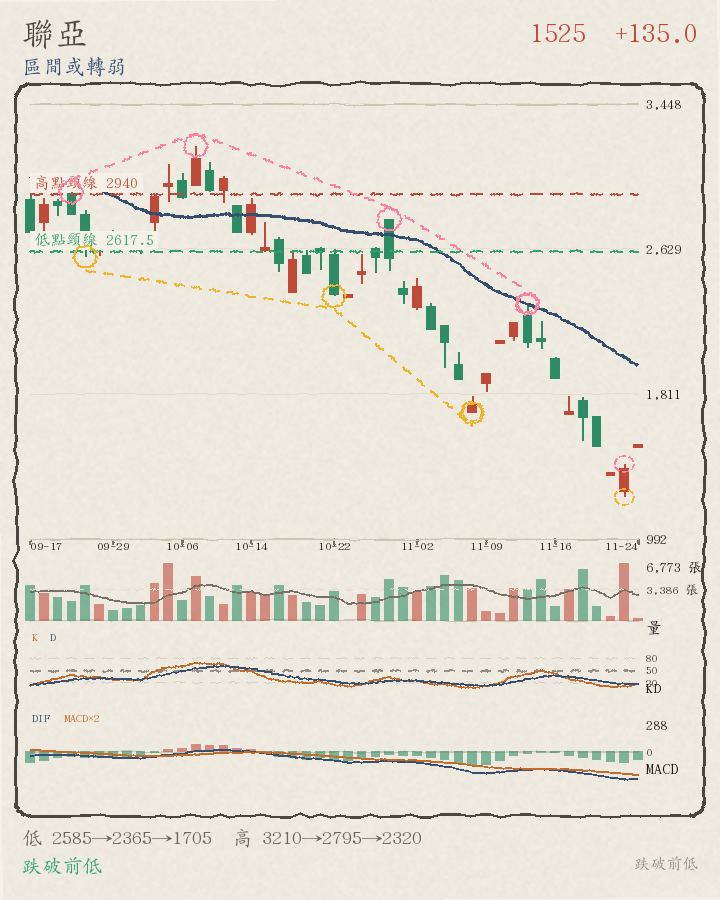 聯亞
1525 +135.0
區間或轉弱
3,448
高點頸線 2940
低點頸線 2617.5
2,629
1,811
992
09-17 09-29 10-06 10-14 10-22 11-02 11-09 11-16 11-24
6,773 張
3,386 張
量
K D
80
50
20
KD
DIF MACD×2
288
0
MACD
低 2585→2365→1705 高 3210→2795→2320
跌破前低
跌破前低